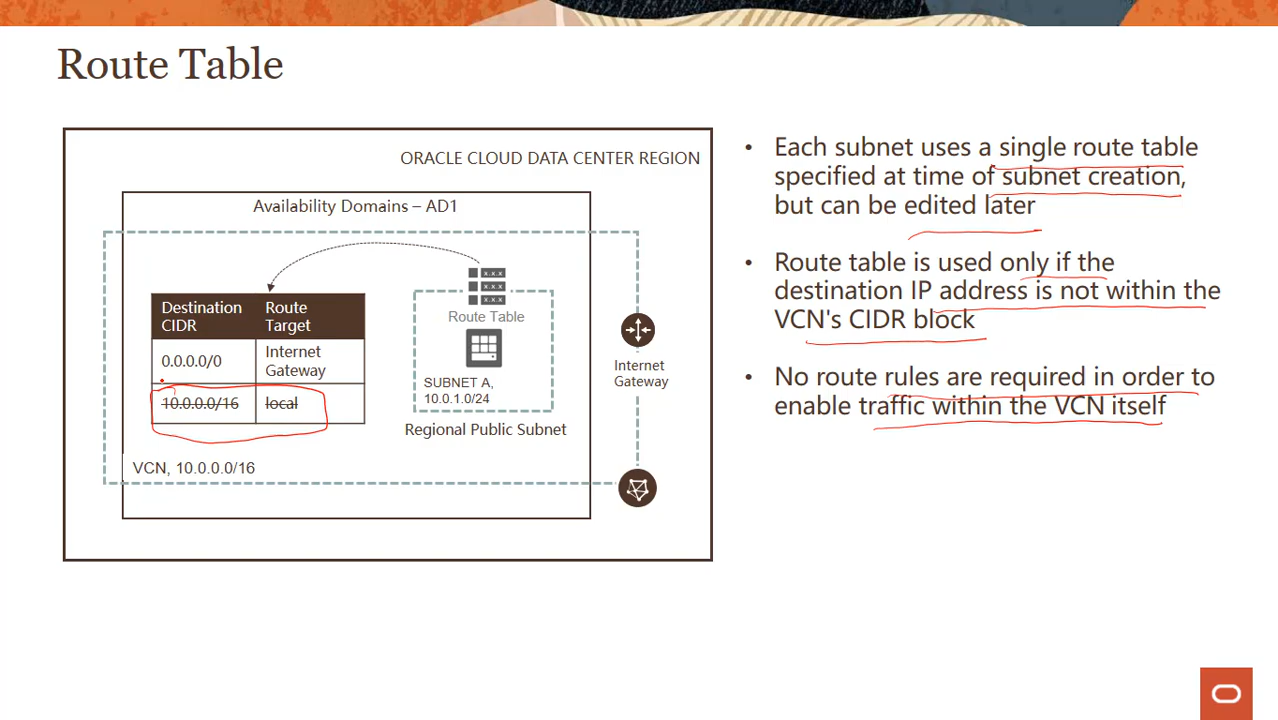 Route Table
ORACLE CLOUD DATA CENTER REGION
Availability Domains – AD1
Destination CIDR
Route Target
0.0.0.0/0
Internet Gateway
10.0.0.0/16
local
x.x.x
x.x.x
x.x.x
Route Table
SUBNET A,
10.0.1.0/24
Regional Public Subnet
Internet
Gateway
VCN, 10.0.0.0/16
• Each subnet uses a single route table
specified at time of subnet creation,
but can be edited later
• Route table is used only if the
destination IP address is not within the
VCN's CIDR block
• No route rules are required in order to
enable traffic within the VCN itself